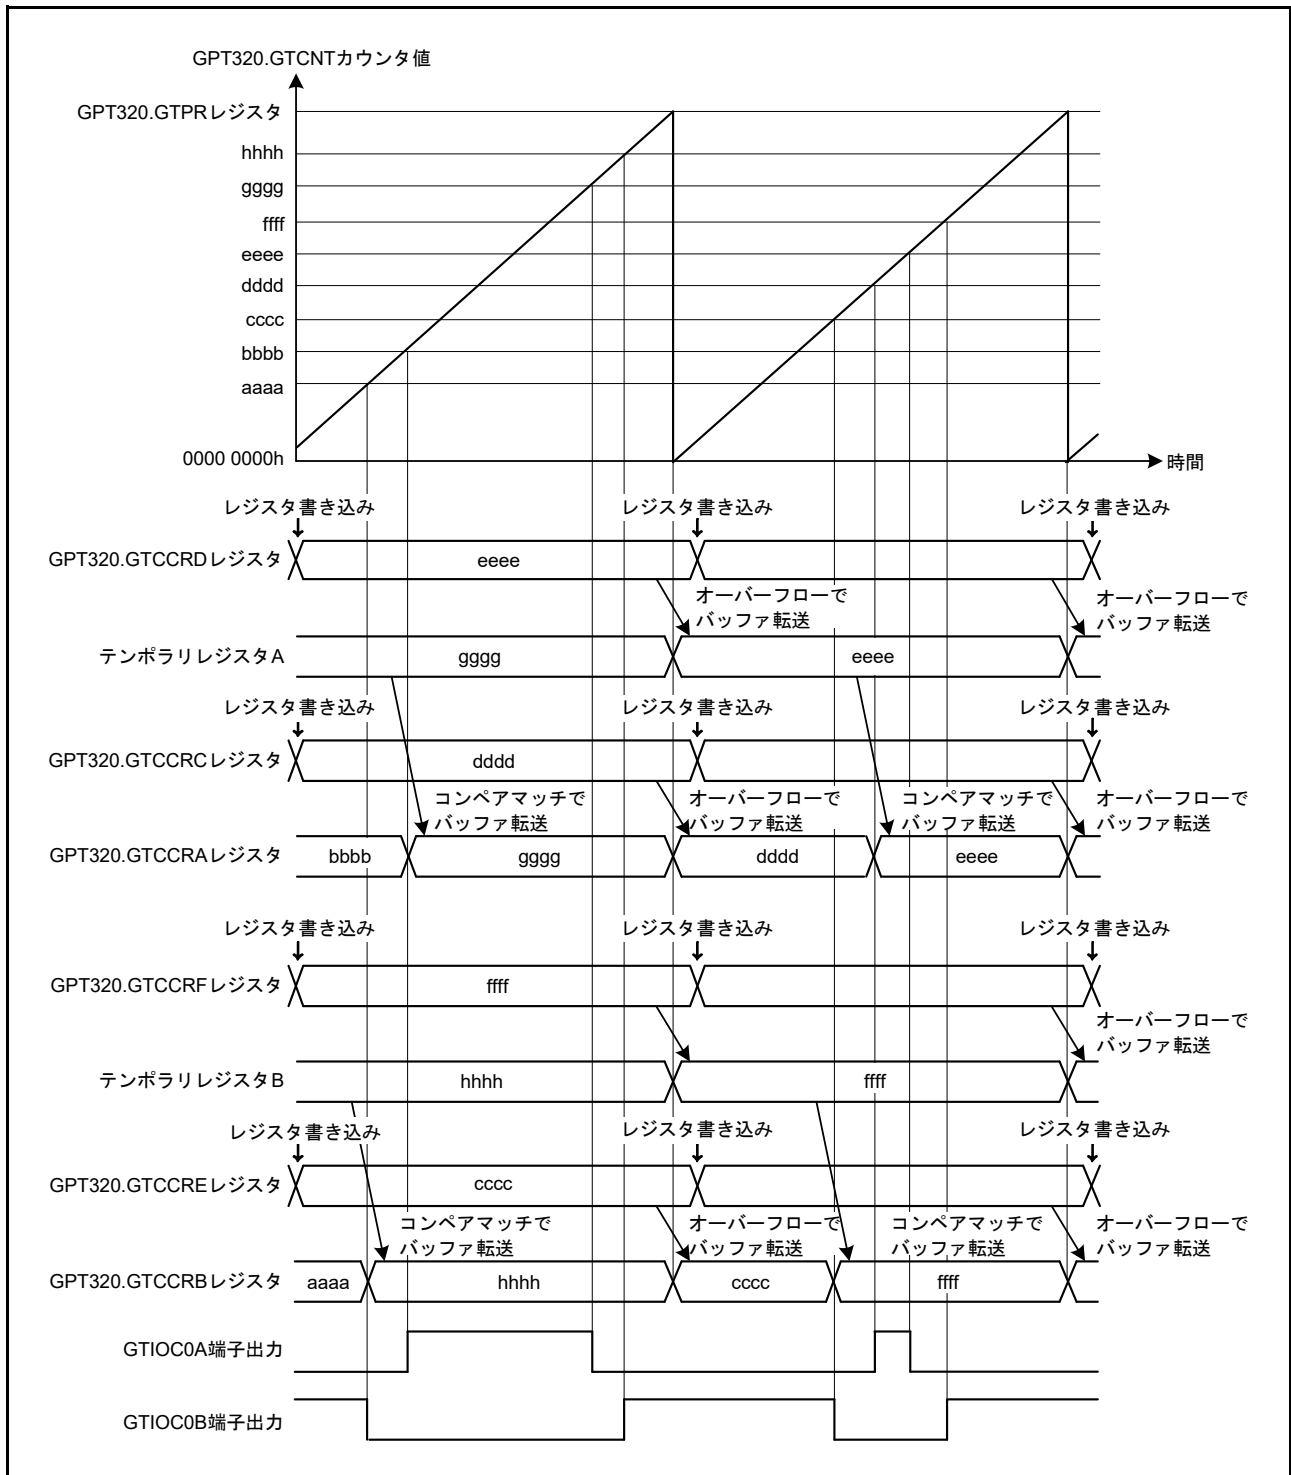 GPT320.GTCNTカウンタ値
GPT320.GTPRレジスタ
hhhh
gggg
ffff
eeee
dddd
cccc
bbbb
aaaa
0000 0000h
時間
レジスタ書き込み レジスタ書き込み レジスタ書き込み
GPT320.GTCCRDレジスタ eeee
オーバーフローで オーバーフローで
バッファ転送 バッファ転送
テンポラリレジスタA gggg eeee
レジスタ書き込み レジスタ書き込み レジスタ書き込み
GPT320.GTCCRCレジスタ dddd
コンペアマッチで オーバーフローで コンペアマッチで オーバーフローで
バッファ転送 バッファ転送 バッファ転送 バッファ転送
GPT320.GTCCRAレジスタ bbbb gggg dddd eeee
レジスタ書き込み レジスタ書き込み レジスタ書き込み
GPT320.GTCCRFレジスタ ffff
オーバーフローで
バッファ転送
テンポラリレジスタB hhhh ffff
レジスタ書き込み レジスタ書き込み レジスタ書き込み
GPT320.GTCCREレジスタ cccc
コンペアマッチで オーバーフローで コンペアマッチで オーバーフローで
バッファ転送 バッファ転送 バッファ転送 バッファ転送
GPT320.GTCCRBレジスタ aaaa hhhh cccc ffff
GTIOC0A端子出力
GTIOC0B端子出力